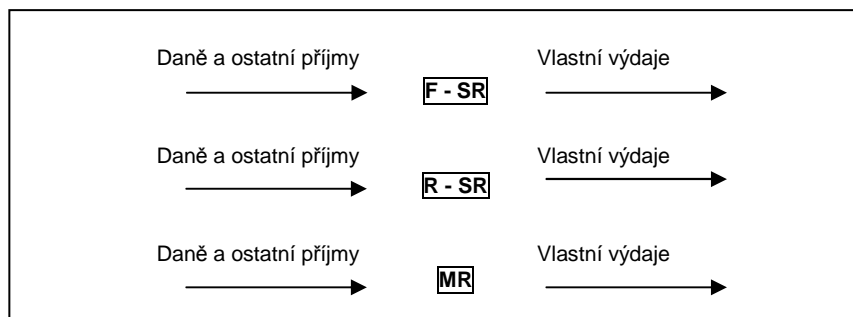 Daně a ostatní příjmy Vlastní výdaje
F - SR
Daně a ostatní příjmy Vlastní výdaje
R - SR
Daně a ostatní příjmy Vlastní výdaje
MR